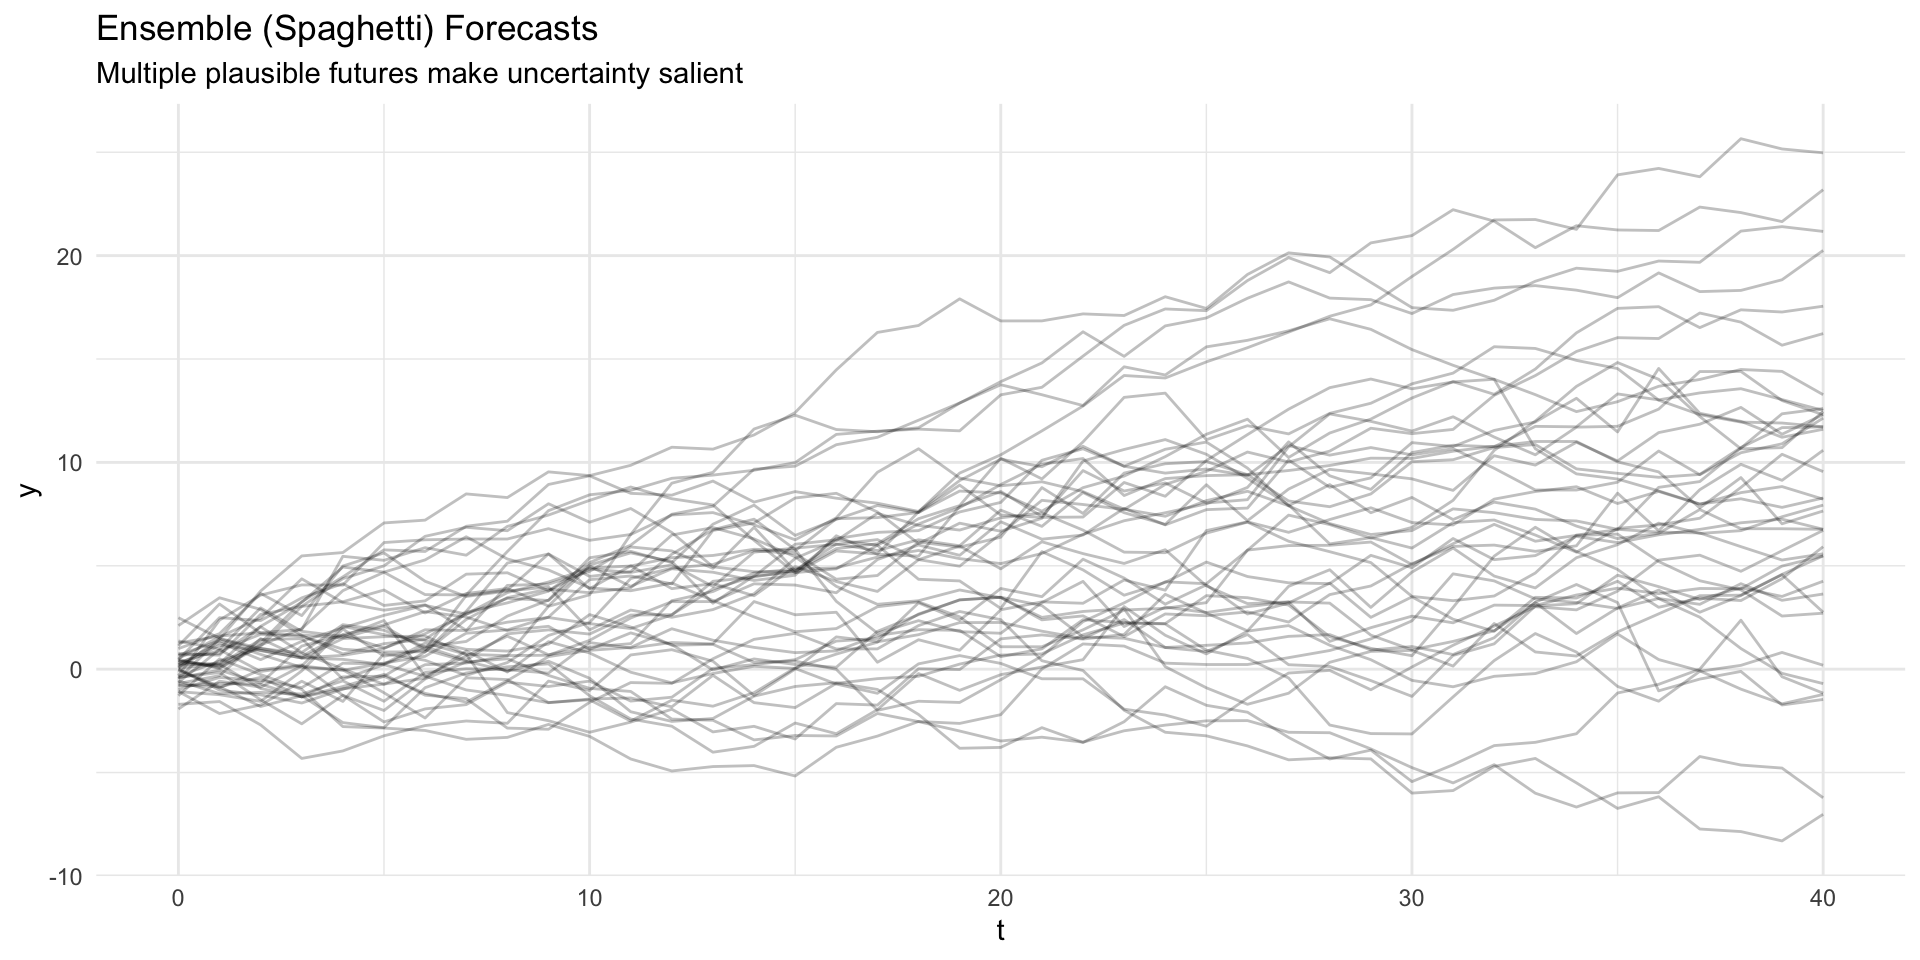 Ensemble (Spaghetti) Forecasts
Multiple plausible futures make uncertainty salient
y
20
10
0
-10
0
10
20
30
40
t